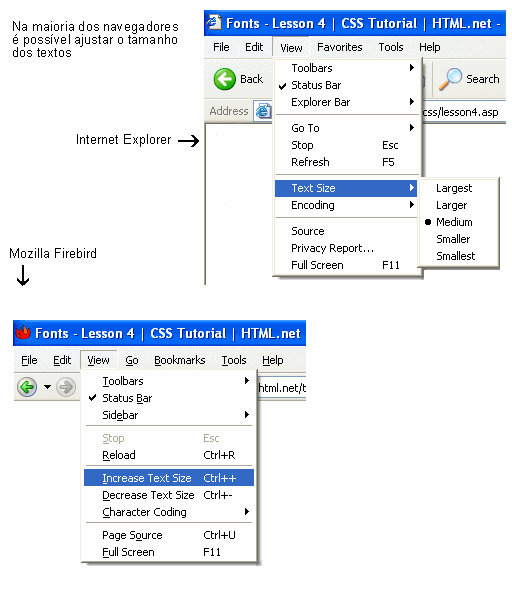 Na maioria dos navegadores
é possível ajustar o tamanho
dos textos
Fonts - Lesson 4 | CSS Tutorial | HTML.net -
File Edit View Favorites Tools Help
Back
Search
Address
css/lesson4.asp
Toolbars
Status Bar
Explorer Bar
Go To
Stop Esc
Refresh F5
Text Size
Encoding
Source
Privacy Report...
Full Screen F11
Largest
Larger
Medium
Smaller
Smallest
Internet Explorer
Mozilla Firebird
Fonts - Lesson 4 | CSS Tutorial | HTML.net
File Edit View Go Bookmarks Tools Help
html.net/t
Toolbars
Status Bar
Sidebar
Stop Esc
Reload Ctrl+R
Increase Text Size Ctrl++
Decrease Text Size Ctrl+-
Character Coding
Page Source Ctrl+U
Full Screen F11